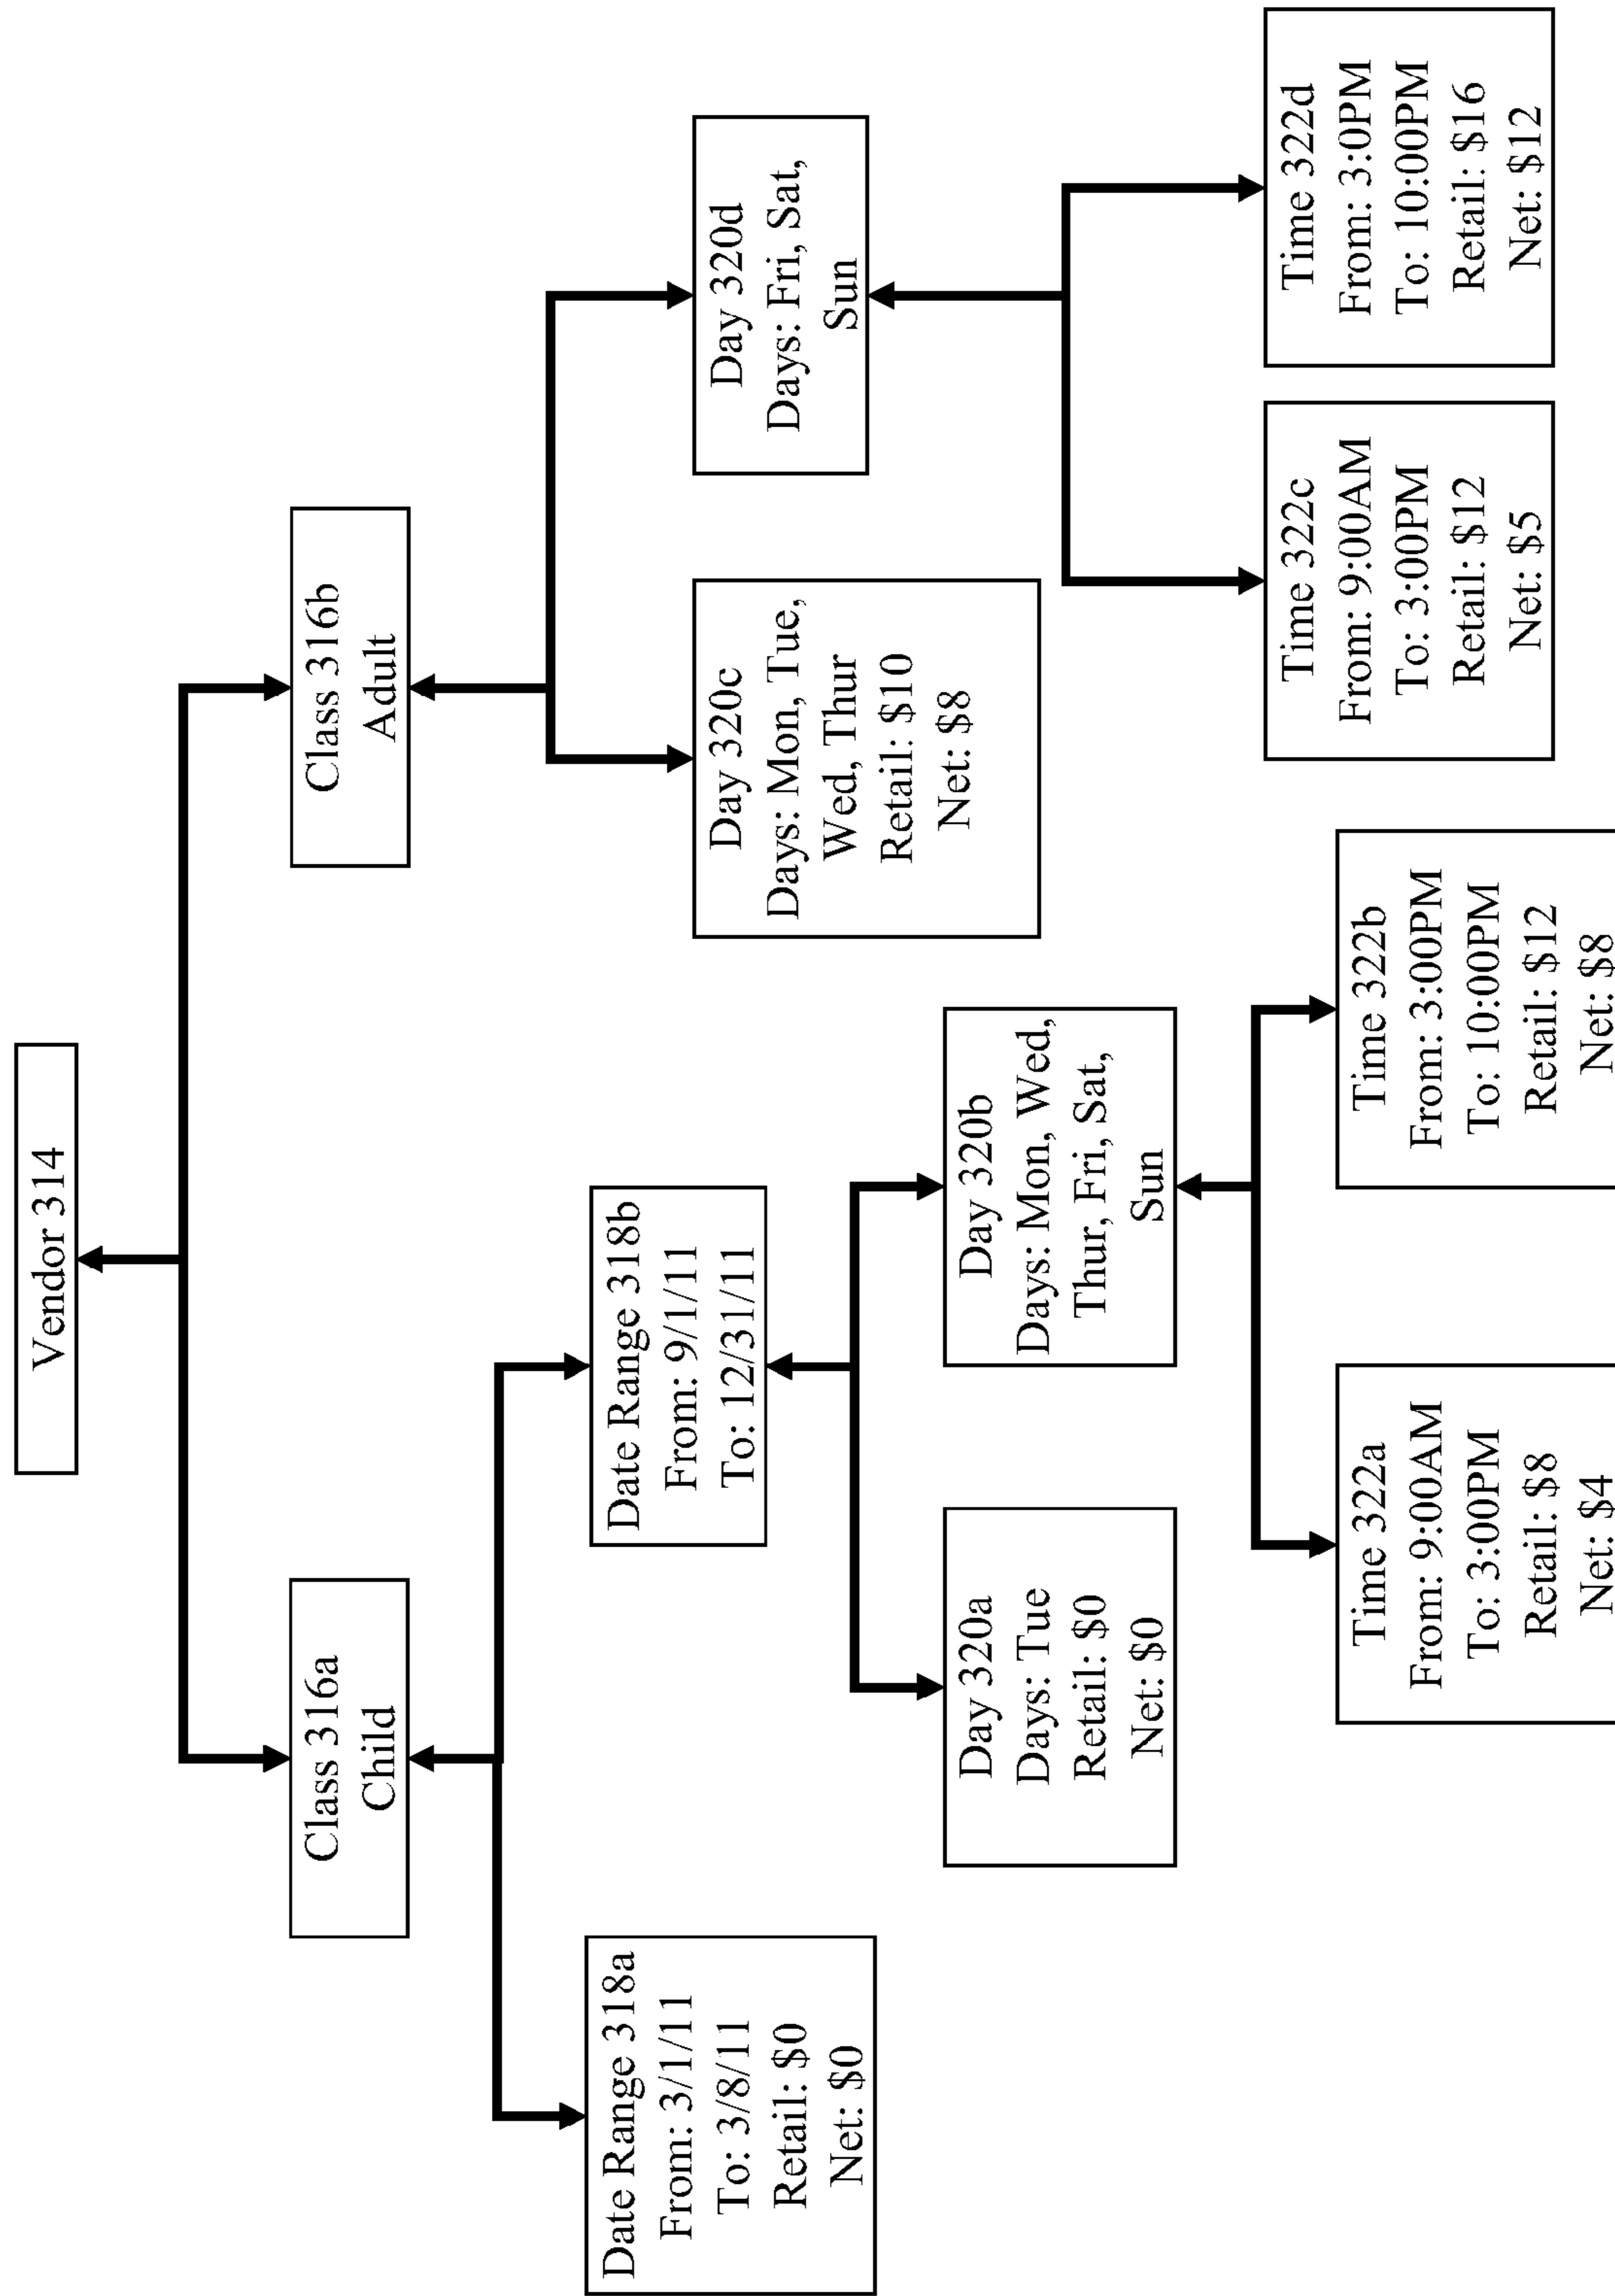 Vendor 314
Class 316a
Child
Class 316b
Adult
Date Range 318a
From: 3/1/11
To: 3/8/11
Retail: $0
Net: $0
Date Range 318b
From: 9/1/11
To: 12/31/11
Day 320c
Days: Mon, Tue,
Wed, Thur
Retail: $10
Net: $8
Day 320d
Days: Fri, Sat,
Sun
Day 320a
Days: Tue
Retail: $0
Net: $0
Day 320b
Days: Mon, Wed,
Thur, Fri, Sat,
Sun
Time 322a
From: 9:00AM
To: 3:00PM
Retail: $8
Net: $4
Time 322b
From: 3:00PM
To: 10:00PM
Retail: $12
Net: $8
Time 322c
From: 9:00AM
To: 3:00PM
Retail: $12
Net: $5
Time 322d
From: 3:0PM
To: 10:00PM
Retail: $16
Net: $12